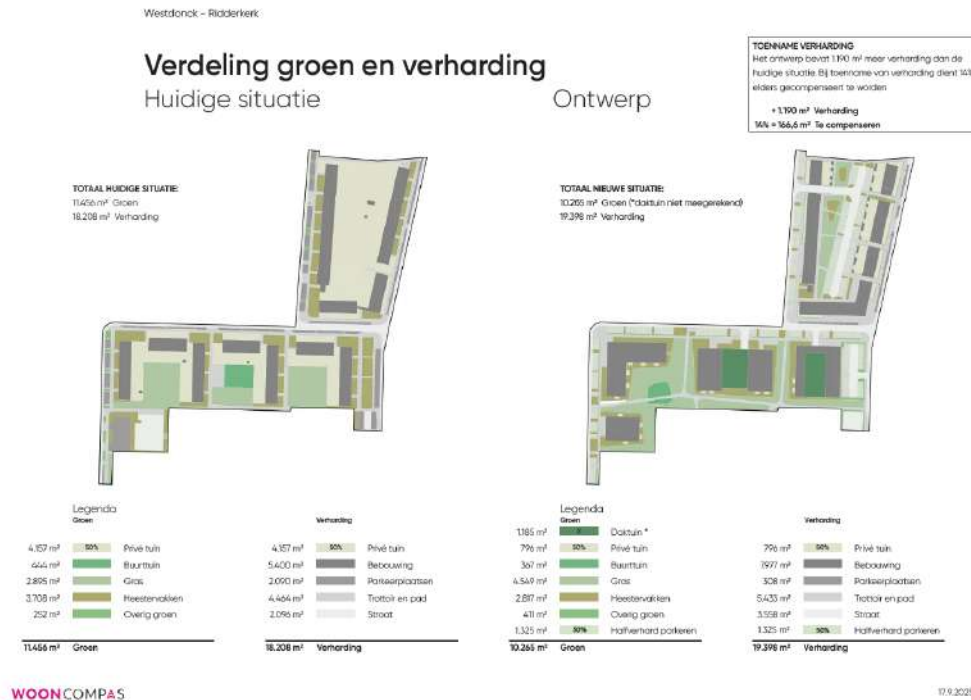 Westdonck - Ridderkerk
Verdeling groen en verharding
Huidige situatie
Ontwerp
TOENNAME VERHARDING
Het ontwerp bevat 1.190 m² meer verharding dan de
huidige situatie. Bij toename van verharding dient 14%
elders gecompenseert te worden
+ 1.190 m² Verharding
14% = 166,6 m² Te compenseren
TOTAAL HUIDIGE SITUATIE:
11.456 m² Groen
18.208 m² Verharding
TOTAAL NIEUWE SITUATIE:
10.265 m² Groen (*daktuin niet meegerekend)
19.398 m² Verharding
Legenda
Groen
4.157 m² 50% Privé tuin
444 m² Buurttuin
2.895 m² Gras
3.708 m² Heestervakken
252 m² Overig groen
11.456 m² Groen
Verharding
4.157 m² 50% Privé tuin
5.400 m² Bebouwing
2.090 m² Parkeerplaatsen
4.464 m² Trottoir en pad
2.096 m² Straat
18.208 m² Verharding
Legenda
Groen
1.185 m² Daktuin *
796 m² 50% Privé tuin
367 m² Buurttuin
4.549 m² Gras
2.817 m² Heestervakken
411 m² Overig groen
1.325 m² 50% Halfverhard parkeren
10.265 m² Groen
Verharding
796 m² 50% Privé tuin
7.977 m² Bebouwing
308 m² Parkeerplaatsen
5.433 m² Trottoir en pad
3.558 m² Straat
1.325 m² 50% Halfverhard parkeren
19.398 m² Verharding
WOONCOMPAS